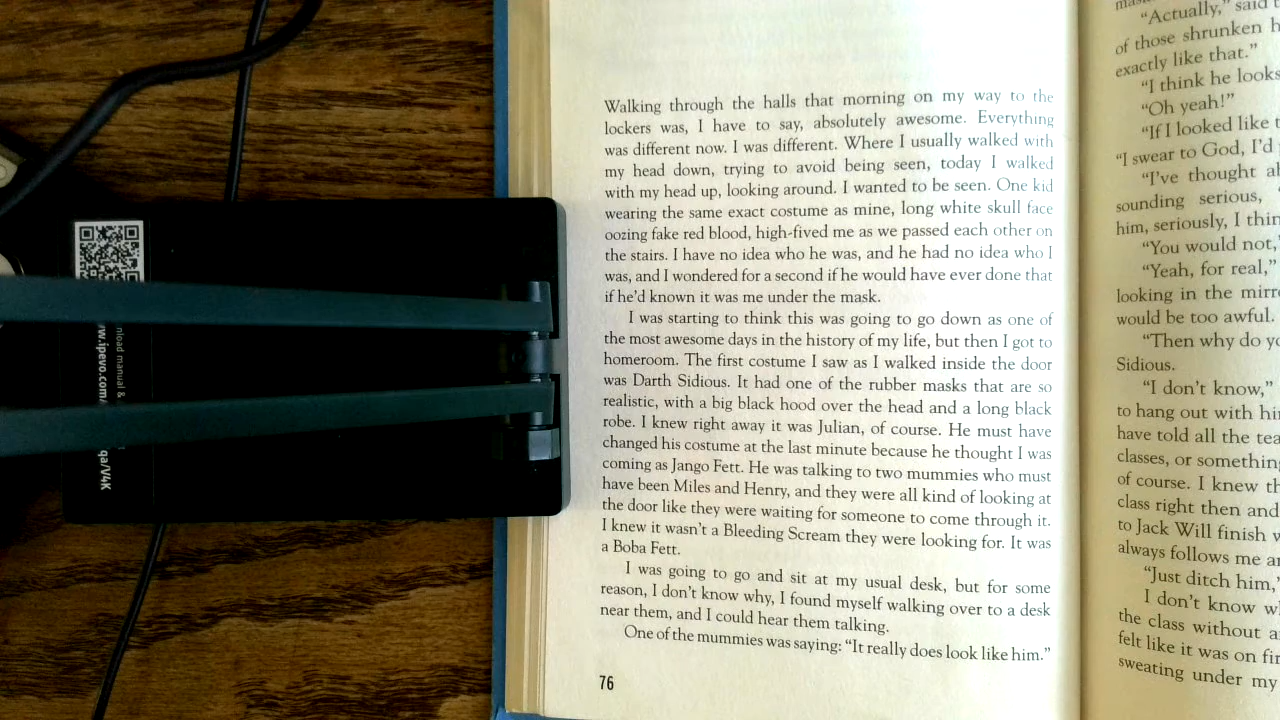 Walking through the halls that morning on my way to the
lockers was, I have to say, absolutely awesome. Everything
was different now. I was different. Where I usually walked with
my head down, trying to avoid being seen, today I walked
with my head up, looking around. I wanted to be seen. One kid
wearing the same exact costume as mine, long white skull face
oozing fake red blood, high-fived me as we passed each other on
the stairs. I have no idea who he was, and he had no idea who I
was, and I wondered for a second if he would have ever done that
if he'd known it was me under the mask.
I was starting to think this was going to go down as one of
the most awesome days in the history of my life, but then I got to
homeroom. The first costume I saw as I walked inside the door
was Darth Sidious. It had one of the rubber masks that are so
realistic, with a big black hood over the head and a long black
robe. I knew right away it was Julian, of course. He must have
changed his costume at the last minute because he thought I was
coming as Jango Fett. He was talking to two mummies who must
have been Miles and Henry, and they were all kind of looking at
the door like they were waiting for someone to come through it.
I knew it wasn't a Bleeding Scream they were looking for. It was
a Boba Fett.
I was going to go and sit at my usual desk, but for some
reason, I don't know why, I found myself walking over to a desk
near them, and I could hear them talking.
One of the mummies was saying: “It really does look like him.”
76
“Actually,” said
of those shrunken
exactly like that.”
“I think he looks
“Oh yeah!”
“If I looked like
“I swear to God, I'd
“I've thought
sounding serious,
him, seriously, I
“You would not,”
“Yeah, for real,”
looking in the
would be too awful.
“Then why do
Sidious.
“I don't know,”
to hang out with
have told all the
classes, or
of course. I knew
class right then and
to Jack Will finish
always follows me
“Just ditch him,
I don't know
the class without
felt like it was on
sweating under my
manual &
www.ipevo.com/
qa/V4K